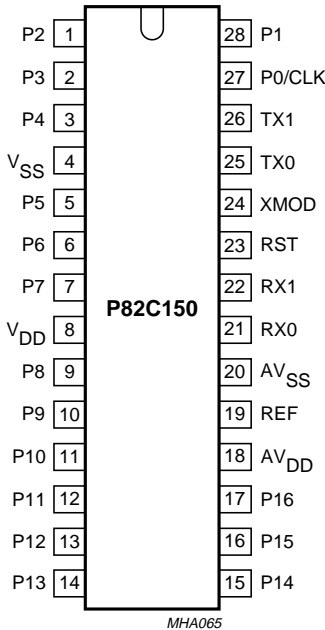 P2 1 28 P1
P3 2 27 P0/CLK
P4 3 26 TX1
VSS 4 25 TX0
P5 5 24 XMOD
P6 6 23 RST
P7 7 22 RX1
P82C150
VDD 8 21 RX0
P8 9 20 AVSS
P9 10 19 REF
P10 11 18 AVDD
P11 12 17 P16
P12 13 16 P15
P13 14 15 P14
MHA065